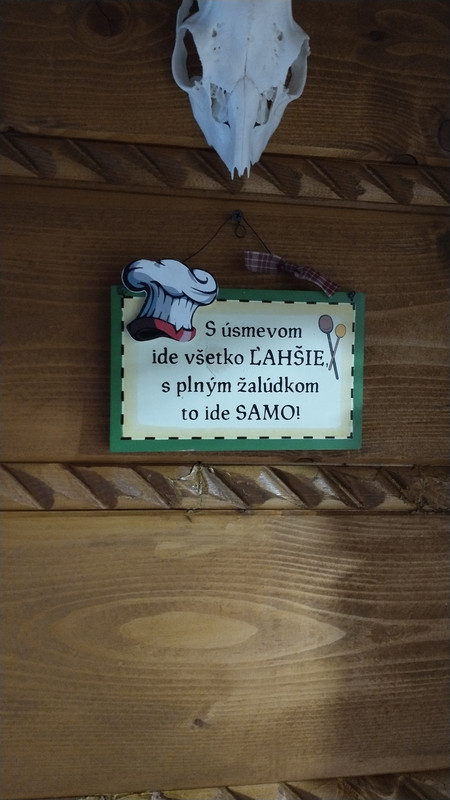 S úsmevom
ide všetko ĽAHŠIE,
s plným žalúdkom
to ide SAMO!